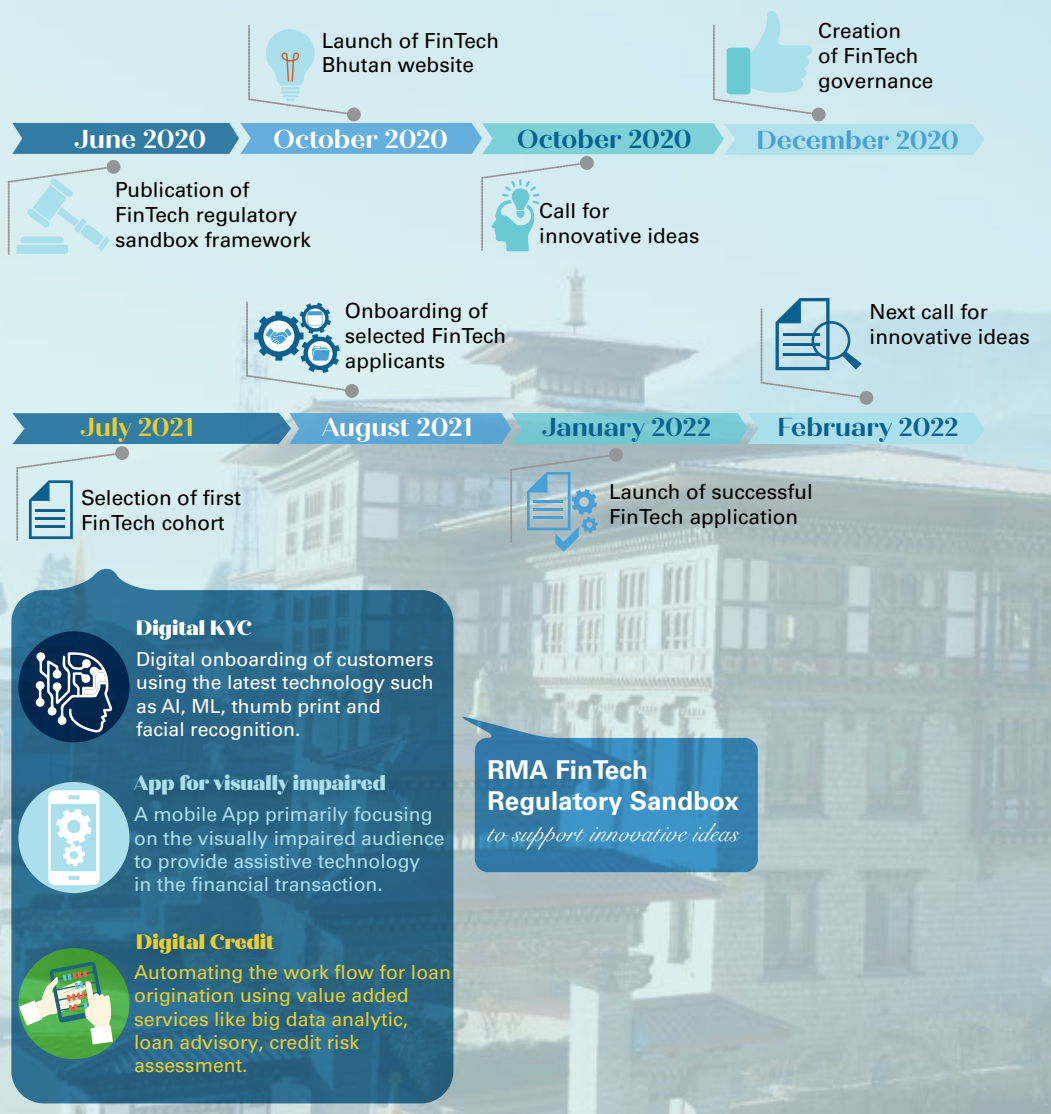 Launch of FinTech
Bhutan website
Creation
of FinTech
governance
June 2020
October 2020
October 2020
December 2020
Publication of
FinTech regulatory
sandbox framework
Call for
innovative ideas
Onboarding of
selected FinTech
applicants
Next call for
innovative ideas
July 2021
August 2021
January 2022
February 2022
Selection of first
FinTech cohort
Launch of successful
FinTech application
Digital KYC
Digital onboarding of customers
using the latest technology such
as AI, ML, thumb print and
facial recognition.
App for visually impaired
A mobile App primarily focusing
on the visually impaired audience
to provide assistive technology
in the financial transaction.
Digital Credit
Automating the work flow for loan
origination using value added
services like big data analytic,
loan advisory, credit risk
assessment.
RMA FinTech
Regulatory Sandbox
to support innovative ideas